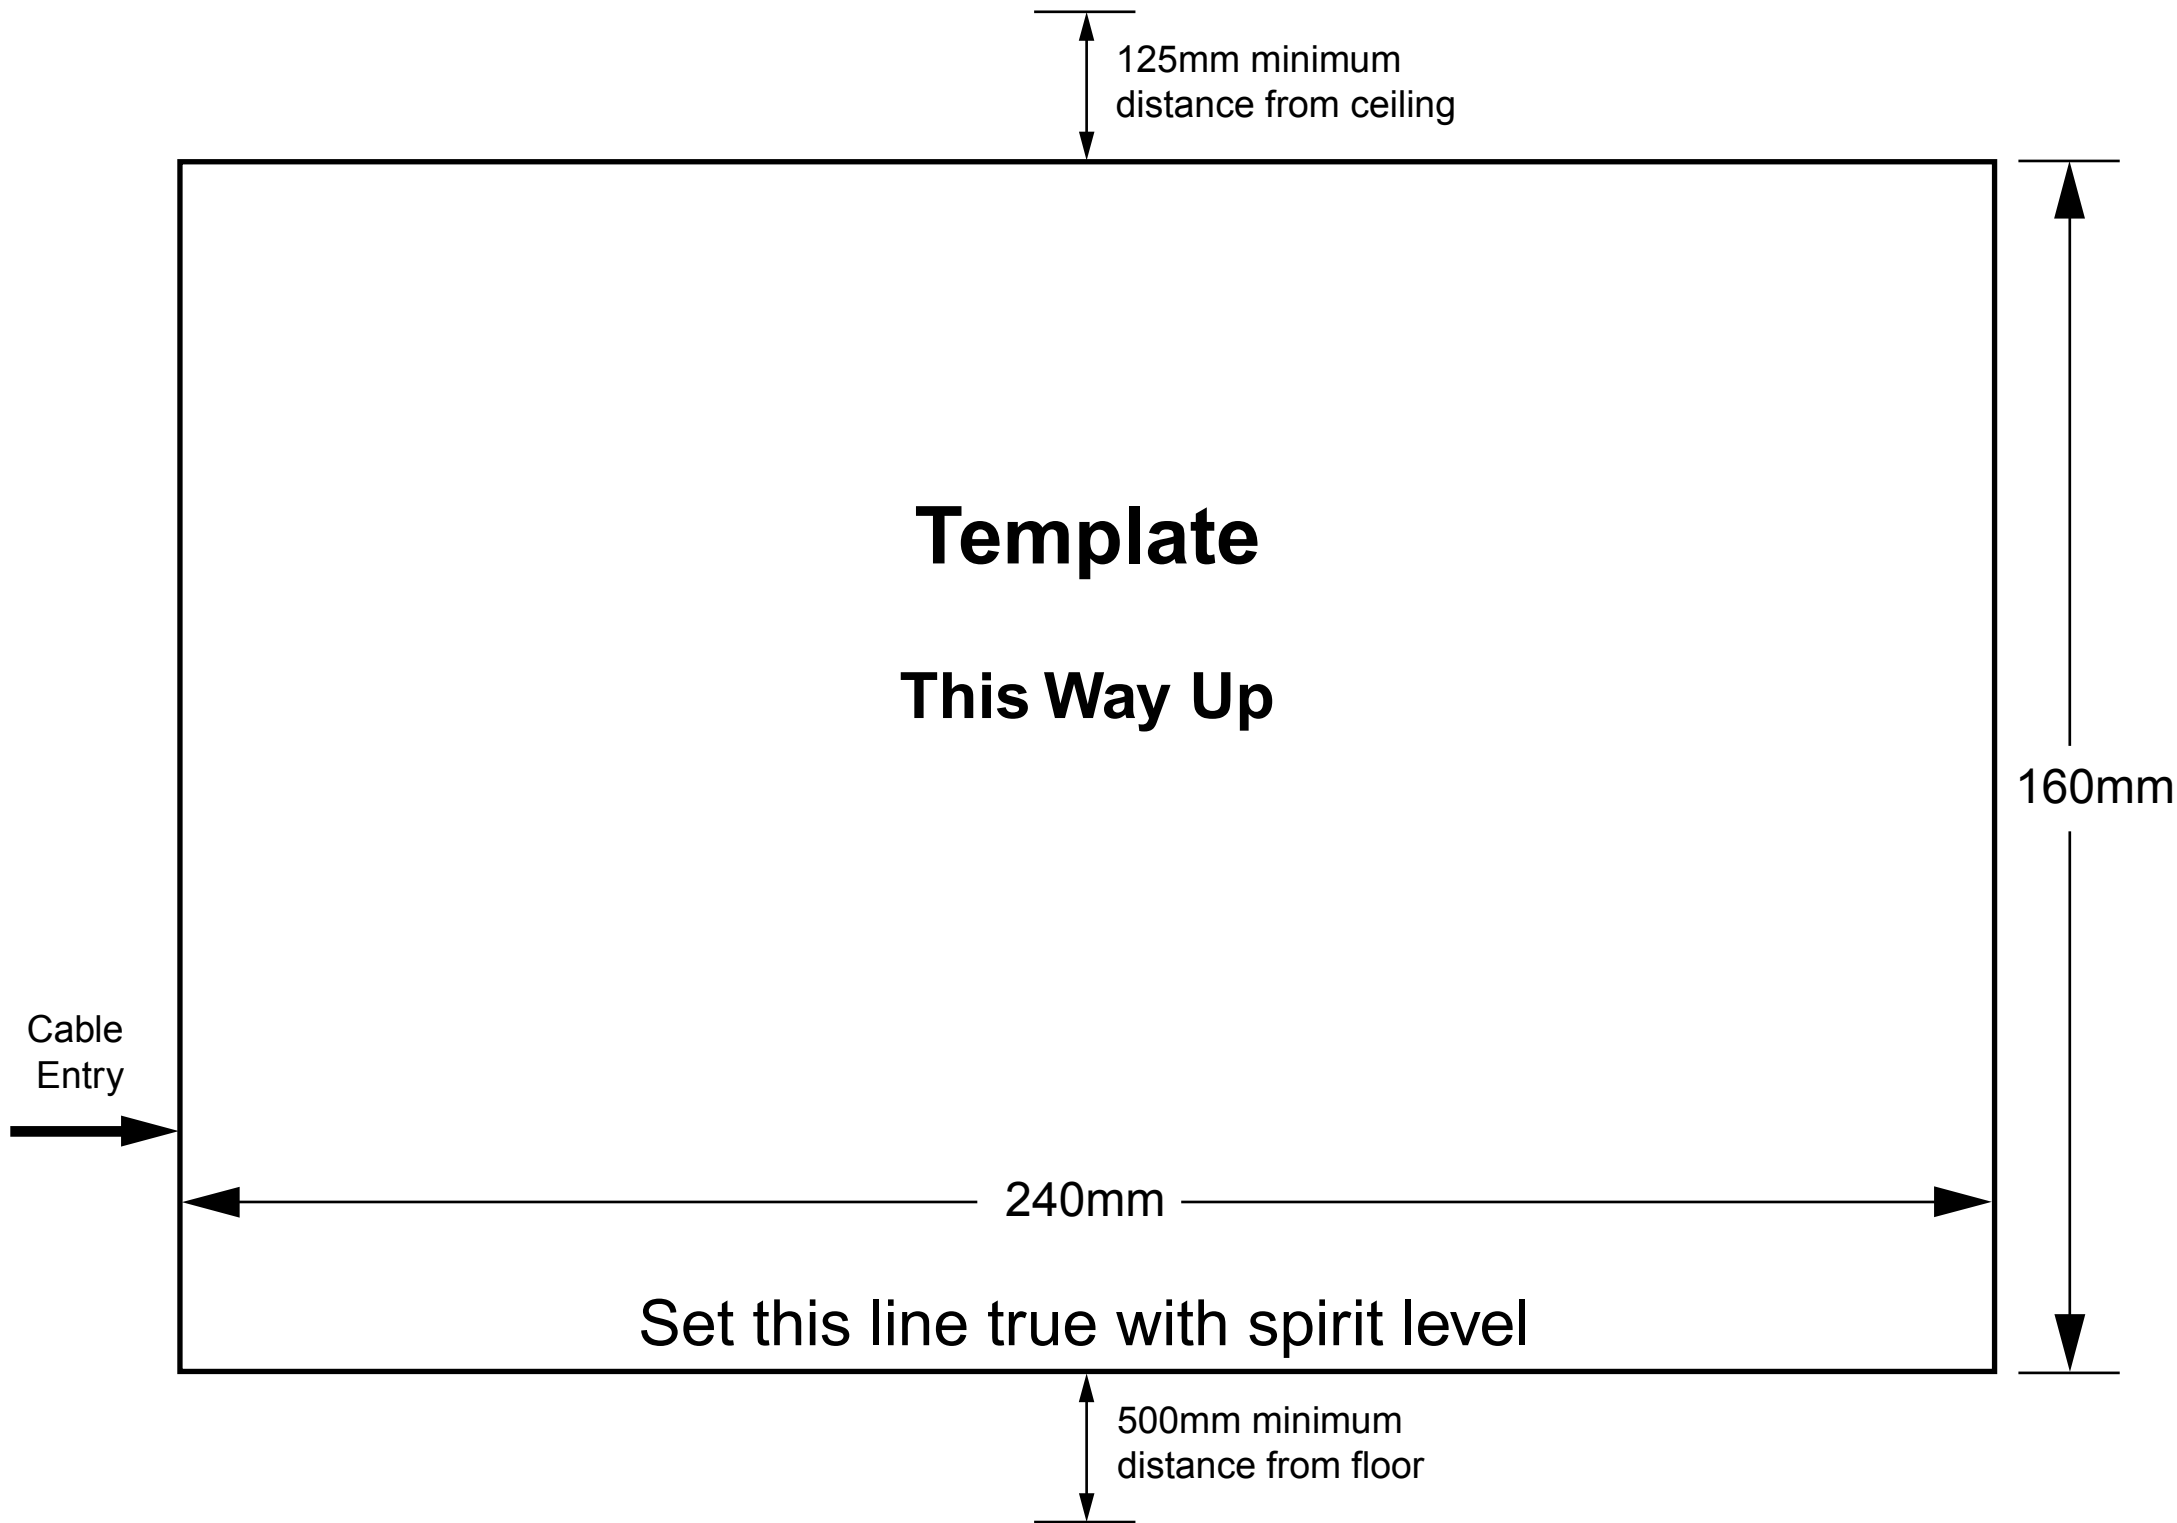 125mm minimum
distance from ceiling
Template
This Way Up
160mm
Cable
Entry
240mm
Set this line true with spirit level
500mm minimum
distance from floor